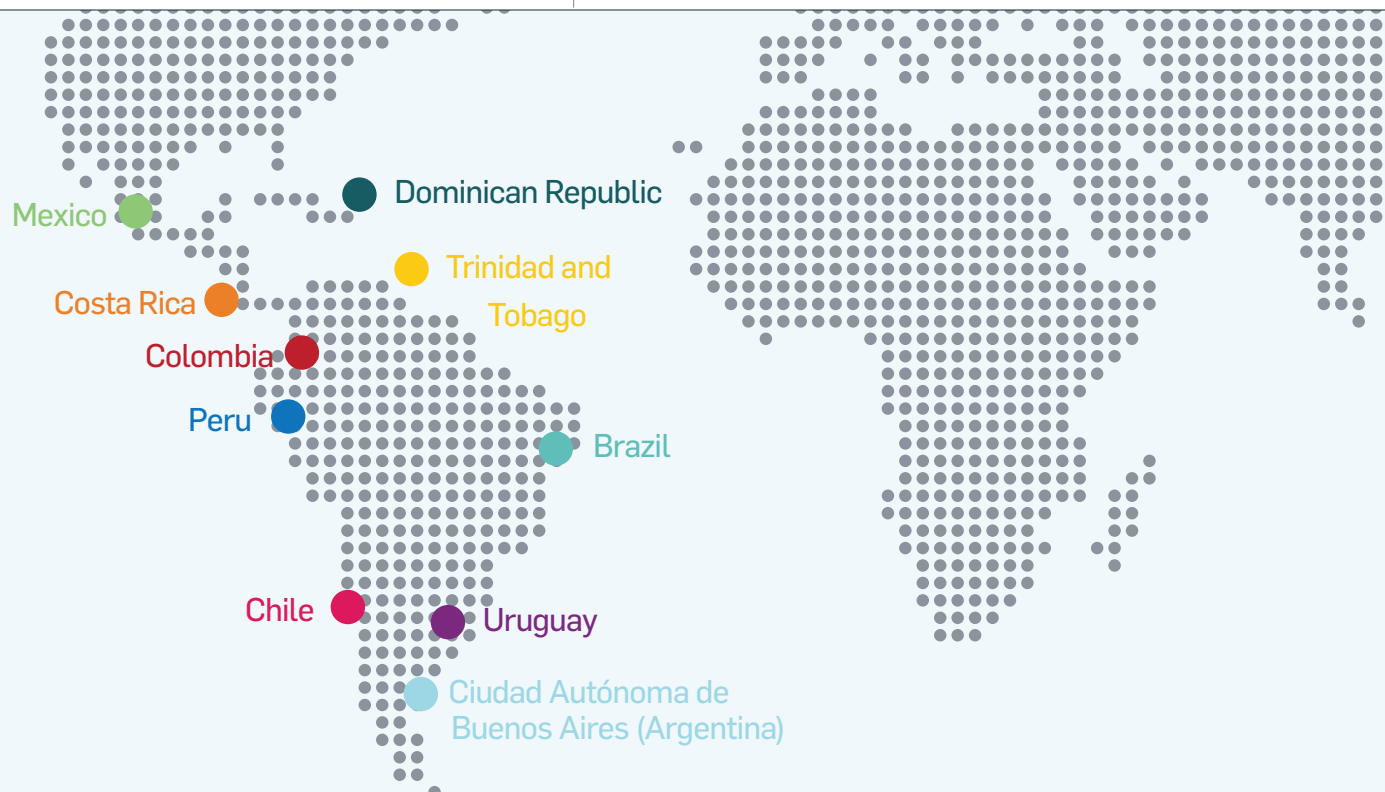 Dominican Republic
Mexico
Trinidad and
Tobago
Costa Rica
Colombia
Peru
Brazil
Chile
Uruguay
Ciudad Autónoma de
Buenos Aires (Argentina)